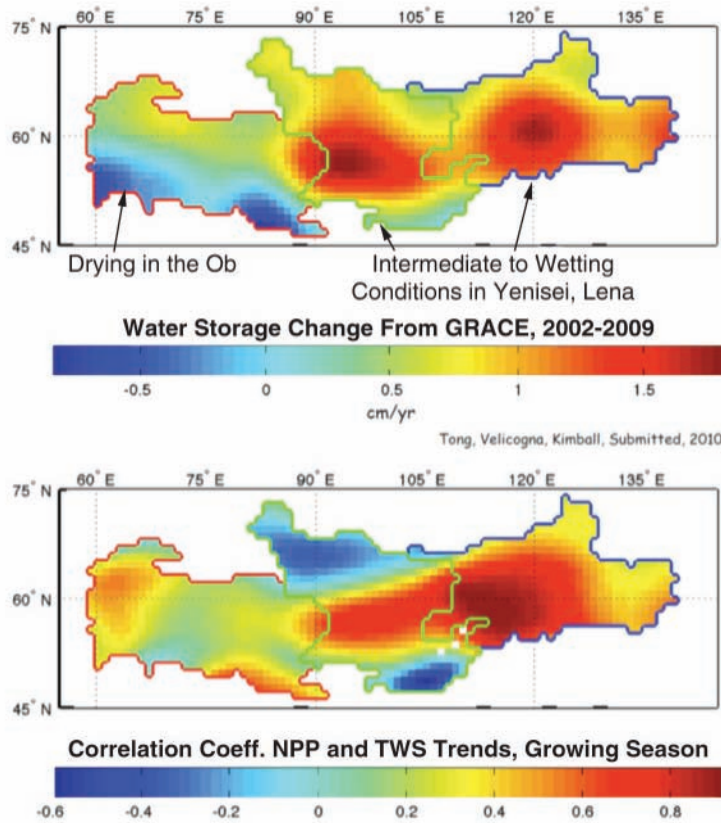 60° E 75° E 90° E 105° E 120° E 135° E
75° N
60° N
45° N
Drying in the Ob
Intermediate to Wetting
Conditions in Yenisei, Lena
Water Storage Change From GRACE, 2002-2009
-0.5 0 0.5 1 1.5
cm/yr
Tong, Velicogna, Kimball, Submitted, 2010
60° E 75° E 90° E 105° E 120° E 135° E
75° N
60° N
45° N
Correlation Coeff. NPP and TWS Trends, Growing Season
-0.6 -0.4 -0.2 0 0.2 0.4 0.6 0.8